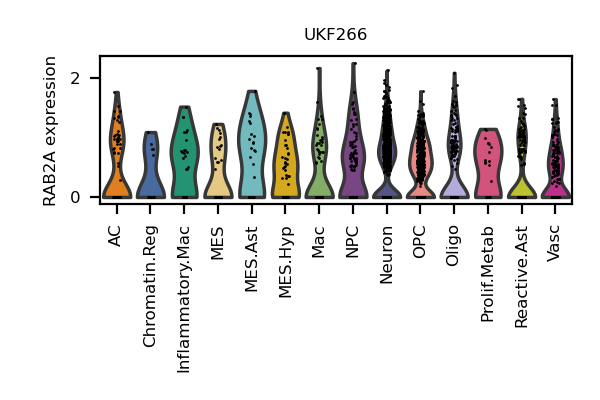 UKF266
RAB2A expression
2
0
AC
Chromatin.Reg
Inflammatory.Mac
MES
MES.Ast
MES.Hyp
Mac
NPC
Neuron
OPC
Oligo
Prolif.Metab
Reactive.Ast
Vasc